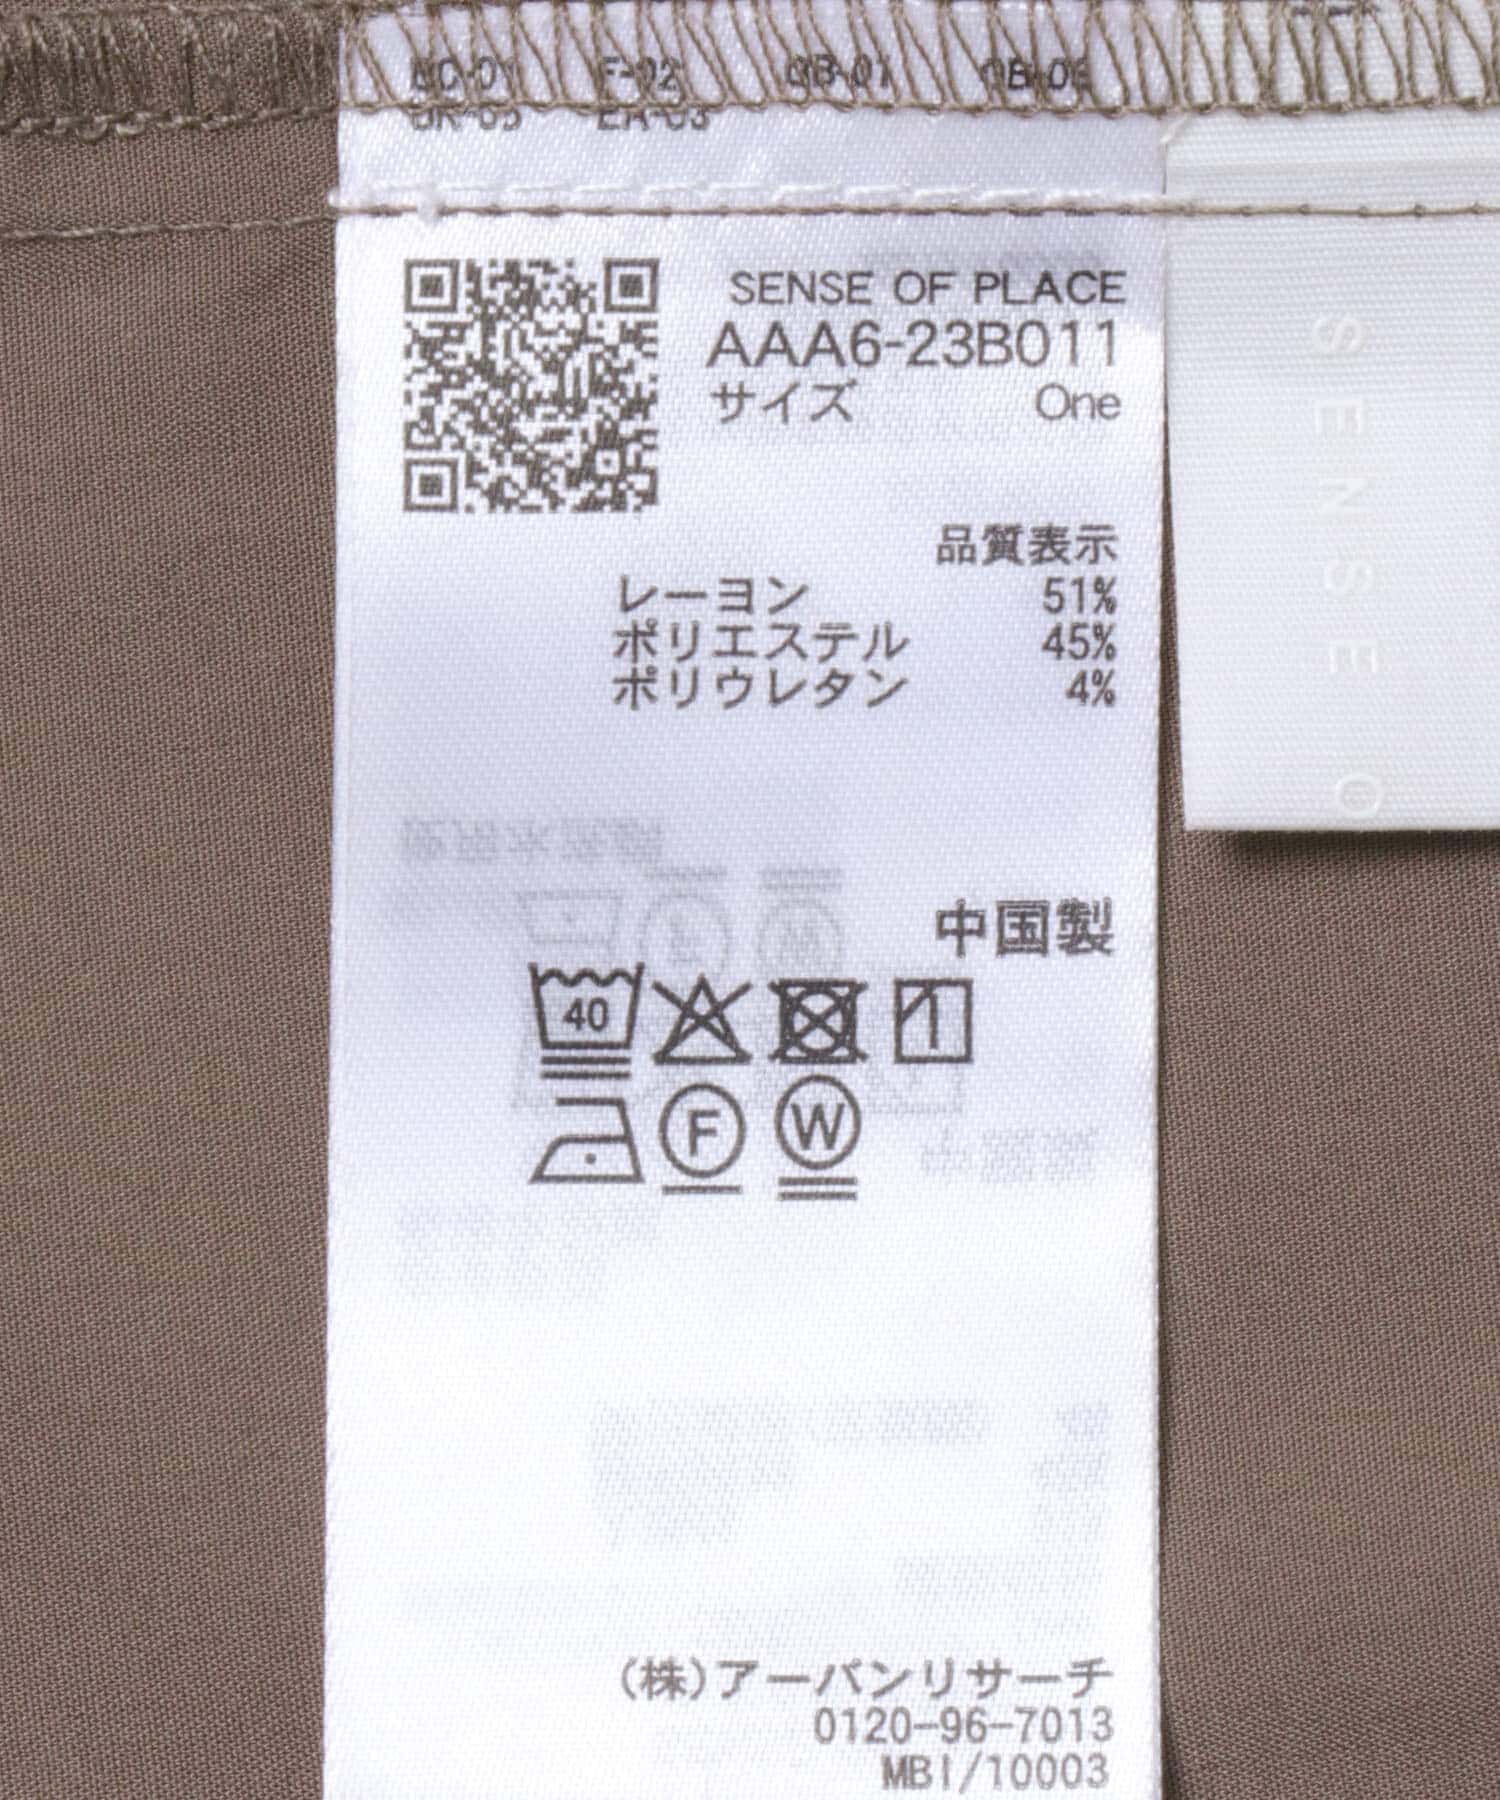 SENSE OF PLACE
AAA6-23B011
サイズ One
品質表示
レーヨン 51%
ポリエステル 45%
ポリウレタン 4%
中国製
40
F
W
(株)アーバンリサーチ
0120-96-7013
MBI/10003
SENSE O